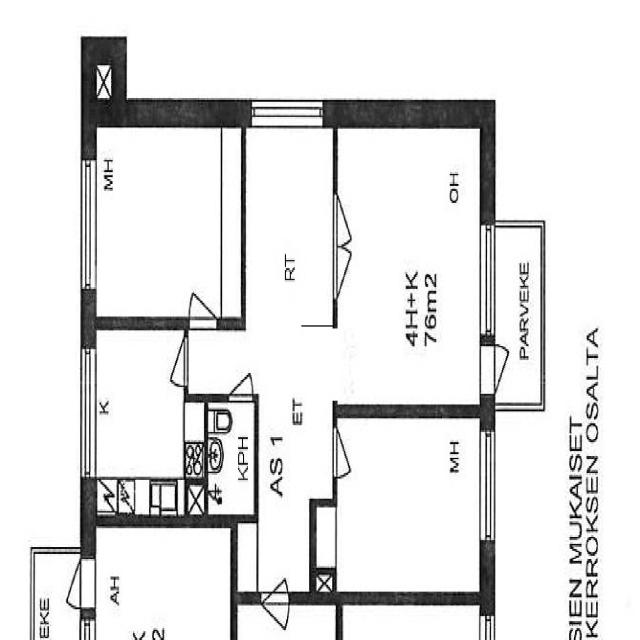 MH
OH
RT
4H+K
76m2
PARVEKE
K
ET
KPH
AS 1
MH
AH
EKE
K
2
SIEN MUKAISET
KERROKSEN OSALTA